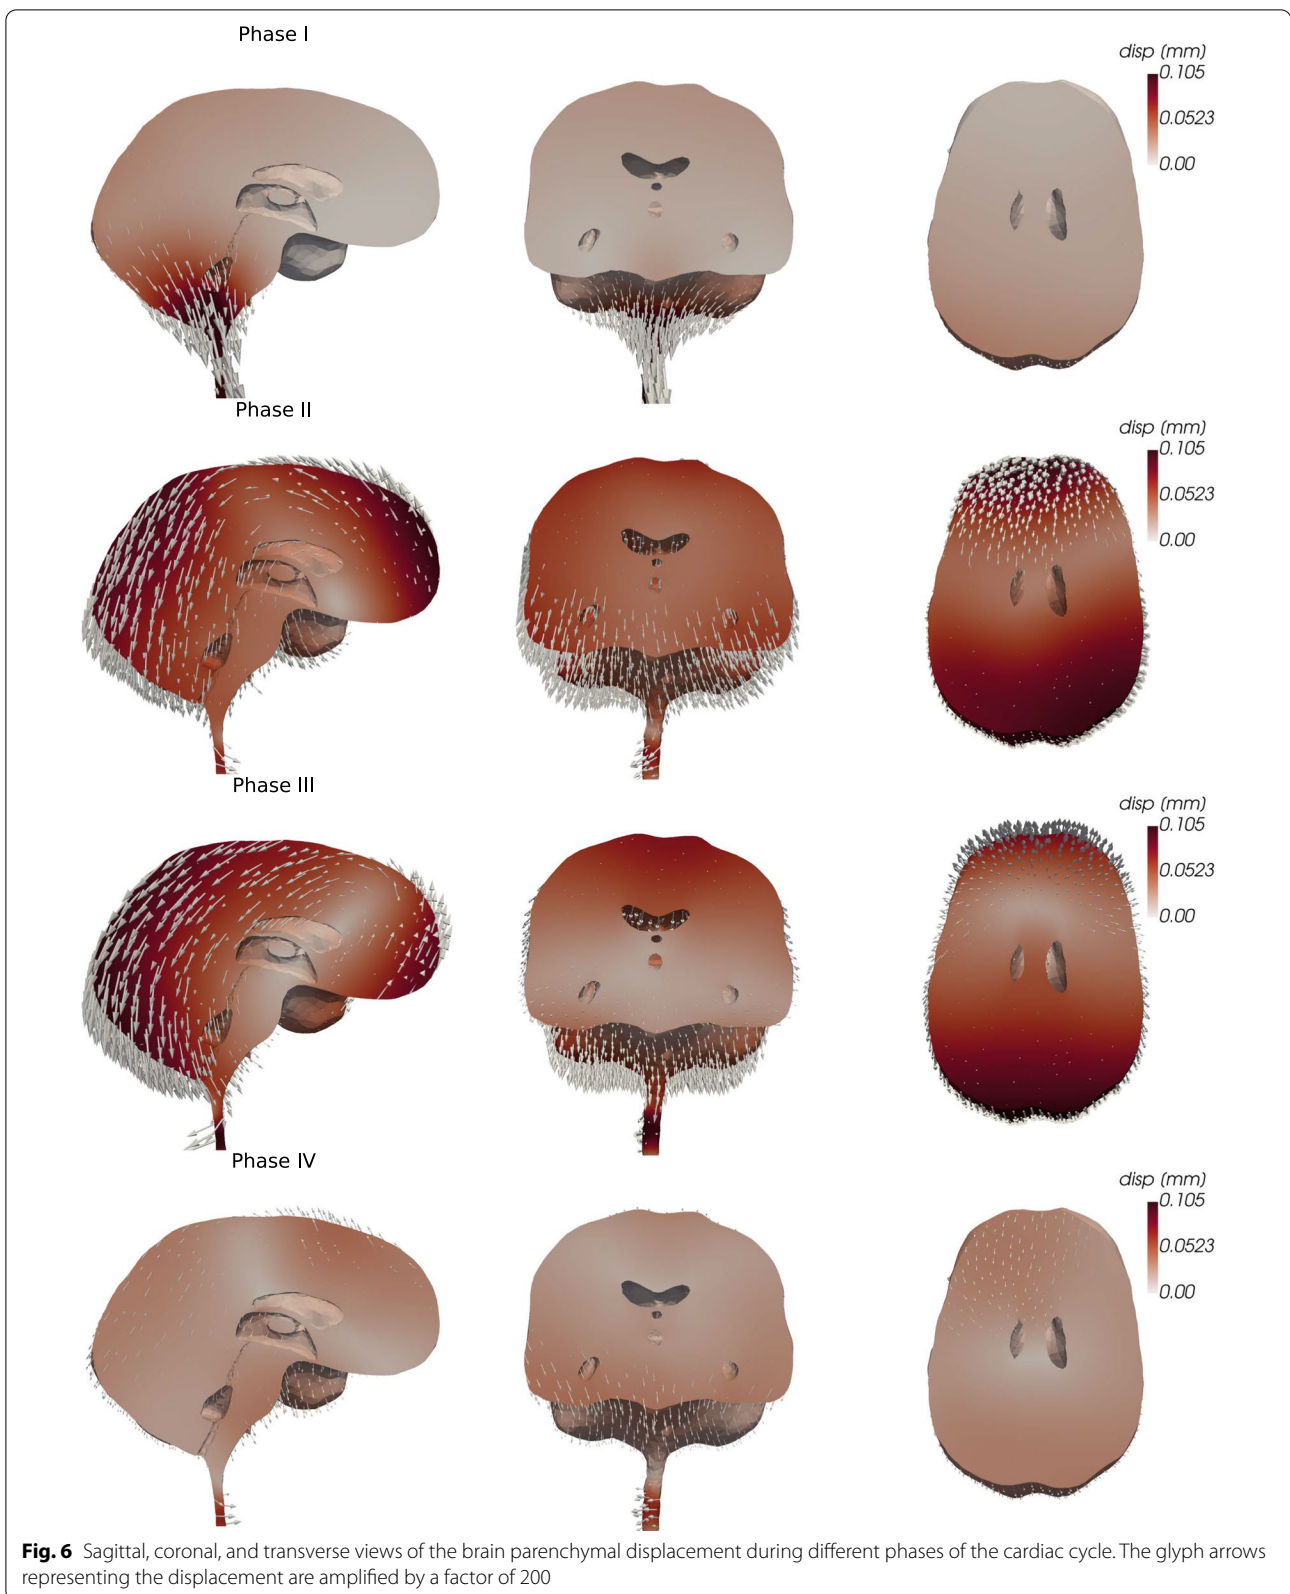 Phase I
disp (mm)
0.105
0.0523
0.00
Phase II
disp (mm)
0.105
0.0523
0.00
Phase III
disp (mm)
0.105
0.0523
0.00
Phase IV
disp (mm)
0.105
0.0523
0.00
Fig. 6 Sagittal, coronal, and transverse views of the brain parenchymal displacement during different phases of the cardiac cycle. The glyph arrows
representing the displacement are amplified by a factor of 200